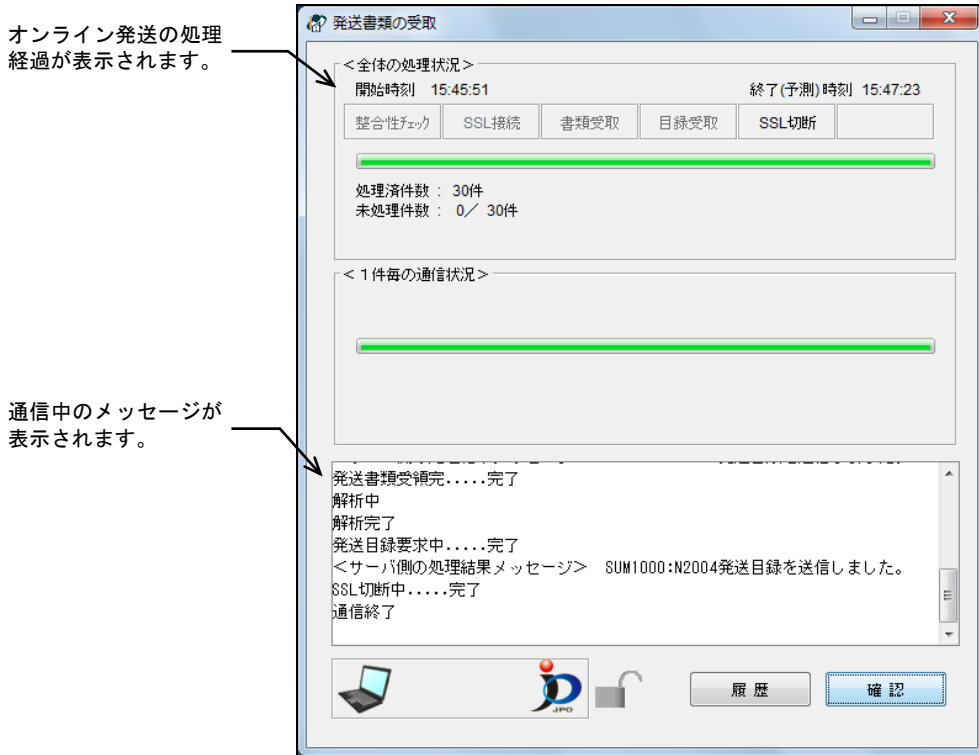 オンライン発送の処理
経過が表示されます。
発送書類の受取
<全体の処理状況>
開始時刻 15:45:51 終了(予測)時刻 15:47:23
整合性ﾁｪｯｸ SSL接続 書類受取 目録受取 SSL切断
処理済件数： 30件
未処理件数： 0／ 30件
<１件毎の通信状況>
通信中のメッセージが
表示されます。
発送書類受領完.....完了
解析中
解析完了
発送目録要求中.....完了
<サーバ側の処理結果メッセージ> SUM1000:N2004発送目録を送信しました。
SSL切断中.....完了
通信終了
JPO
履歴 確認